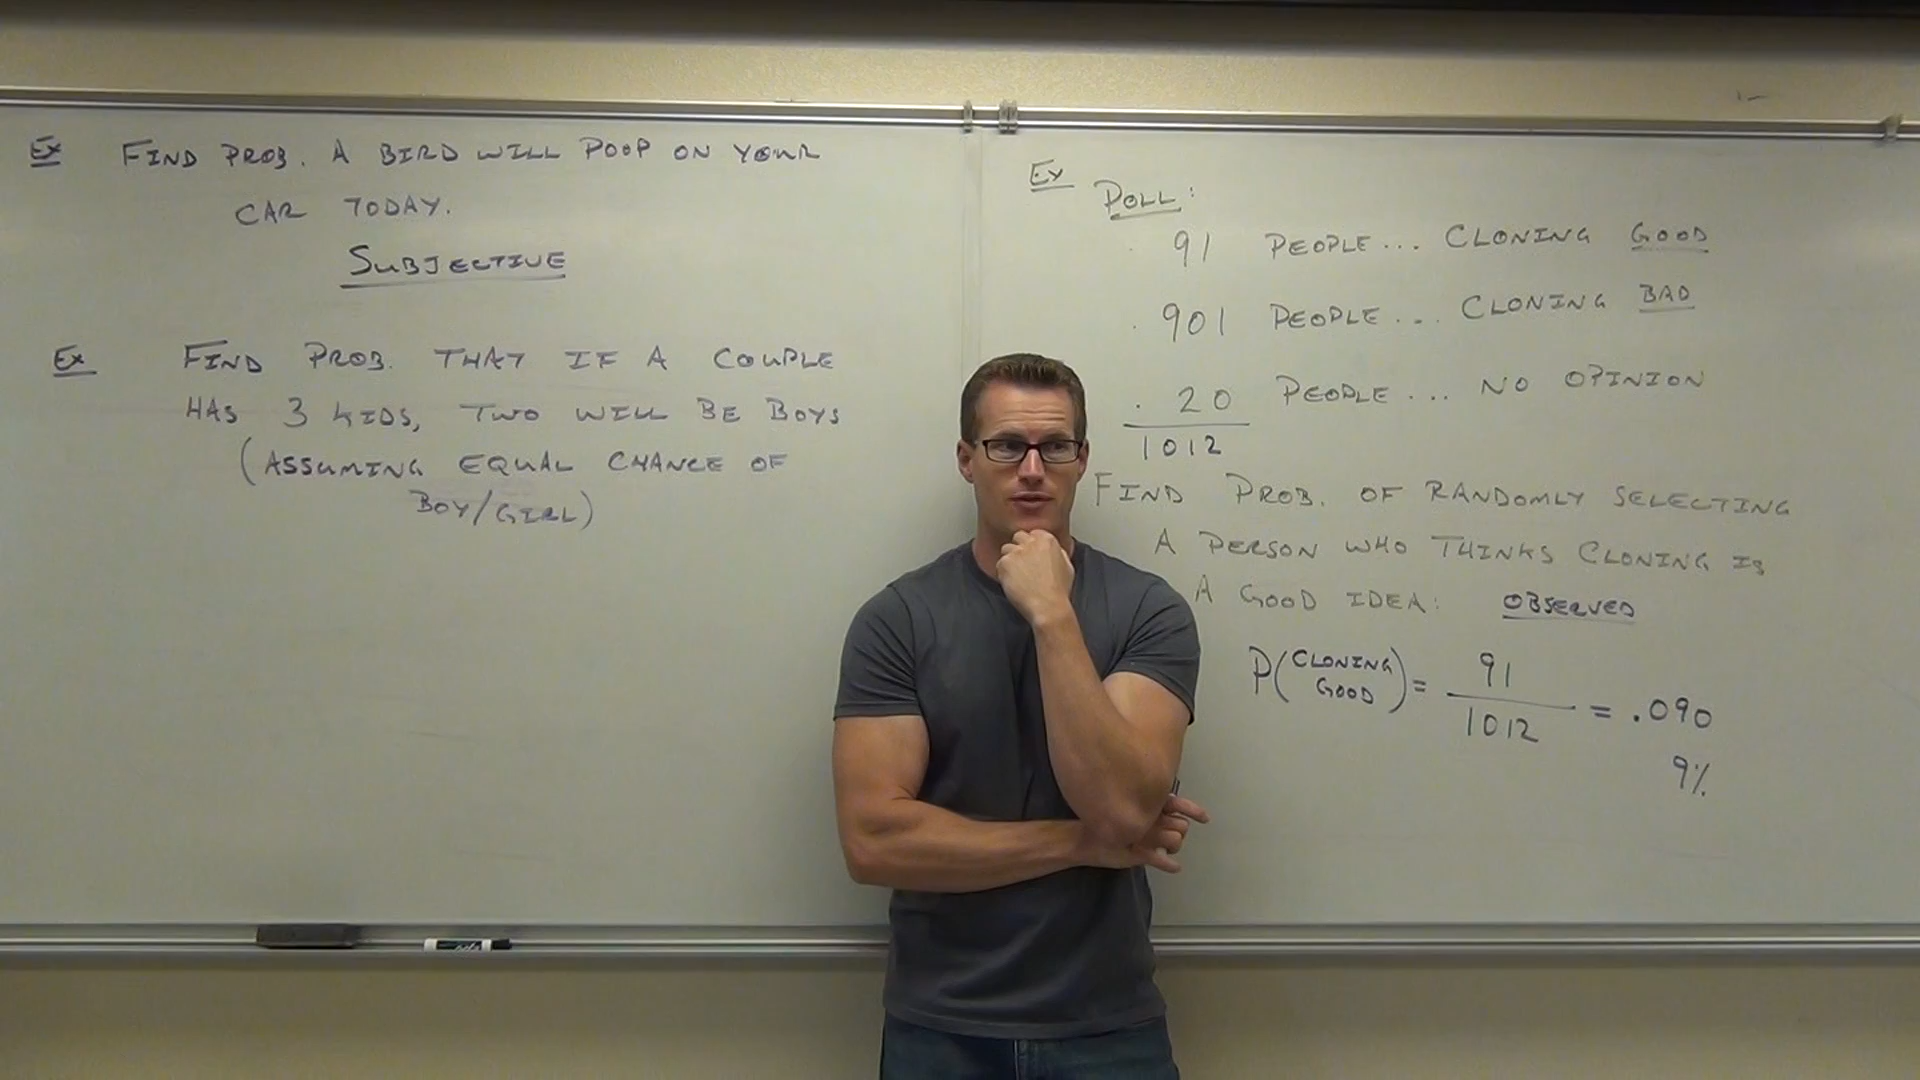 Ex FIND PROB. A BIRD WILL POOP ON YOUR
CAR TODAY.
SUBJECTIVE
Ex FIND PROB. THAT IF A COUPLE
HAS 3 KIDS, TWO WILL BE BOYS
(ASSUMING EQUAL CHANCE OF
BOY/GIRL)
Ex POLL:
· 91 PEOPLE... CLONING GOOD
· 901 PEOPLE... CLONING BAD
· 20 PEOPLE... NO OPINION
1012
FIND PROB. OF RANDOMLY SELECTING
A PERSON WHO THINKS CLONING IS
A GOOD IDEA: OBSERVED
P(CLONING GOOD) = 91/1012 = .090
9%